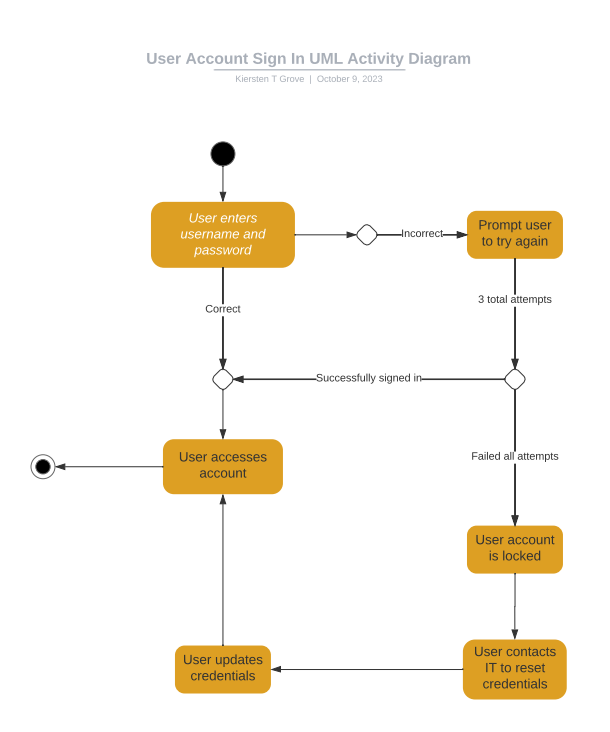 User Account Sign In UML Activity Diagram
Kiersten T Grove | October 9, 2023
User enters
username and
password
Incorrect
Prompt user
to try again
Correct
3 total attempts
Successfully signed in
User accesses
account
Failed all attempts
User account
is locked
User updates
credentials
User contacts
IT to reset
credentials